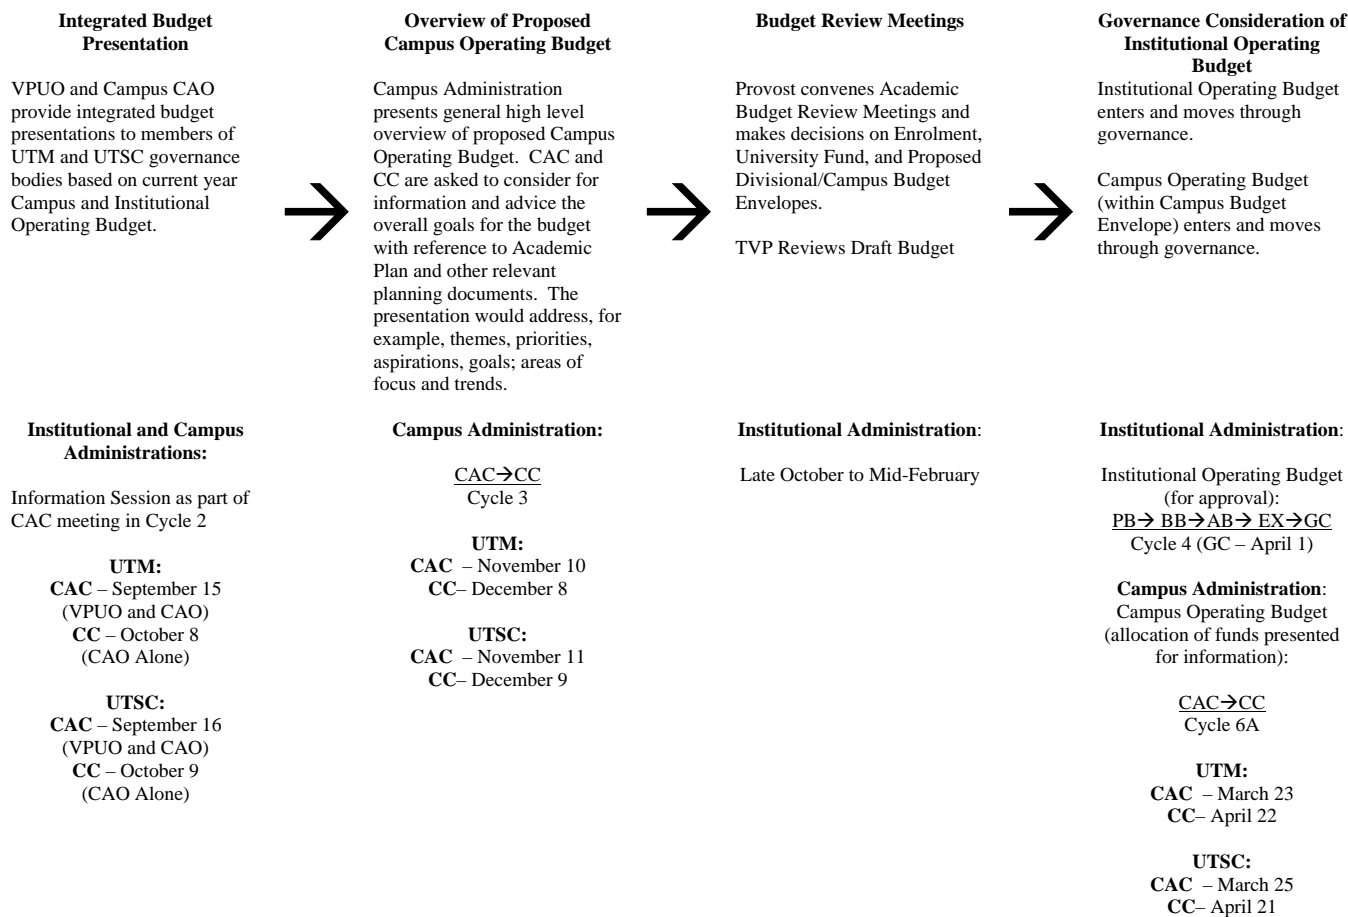 Integrated Budget
Presentation
VPUO and Campus CAO
provide integrated budget
presentations to members of
UTM and UTSC governance
bodies based on current year
Campus and Institutional
Operating Budget.
→
Overview of Proposed
Campus Operating Budget
Campus Administration
presents general high level
overview of proposed Campus
Operating Budget.  CAC and
CC are asked to consider for
information and advice the
overall goals for the budget
with reference to Academic
Plan and other relevant
planning documents.  The
presentation would address, for
example, themes, priorities,
aspirations, goals; areas of
focus and trends.
→
Budget Review Meetings
Provost convenes Academic
Budget Review Meetings and
makes decisions on Enrolment,
University Fund, and Proposed
Divisional/Campus Budget
Envelopes.
TVP Reviews Draft Budget
→
Governance Consideration of
Institutional Operating
Budget
Institutional Operating Budget
enters and moves through
governance.
Campus Operating Budget
(within Campus Budget
Envelope) enters and moves
through governance.
Institutional and Campus
Administrations:
Information Session as part of
CAC meeting in Cycle 2
UTM:
CAC – September 15
(VPUO and CAO)
CC – October 8
(CAO Alone)
UTSC:
CAC – September 16
(VPUO and CAO)
CC – October 9
(CAO Alone)
Campus Administration:
CAC→CC
Cycle 3
UTM:
CAC  – November 10
CC– December 8
UTSC:
CAC  – November 11
CC– December 9
Institutional Administration:
Late October to Mid-February
Institutional Administration:
Institutional Operating Budget
(for approval):
PB→ BB→AB→ EX→GC
Cycle 4 (GC – April 1)
Campus Administration:
Campus Operating Budget
(allocation of funds presented
for information):
CAC→CC
Cycle 6A
UTM:
CAC  – March 23
CC– April 22
UTSC:
CAC  – March 25
CC– April 21